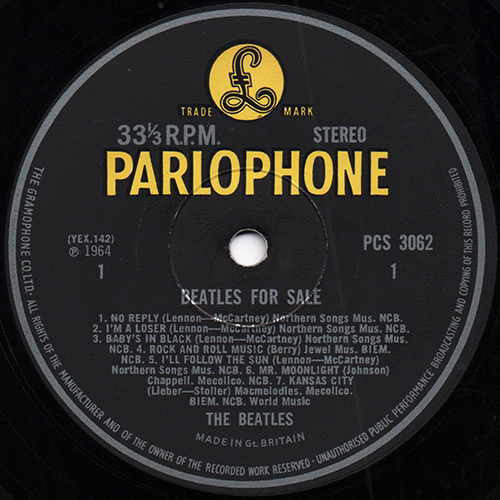 £
TRADE MARK
33⅓ R.P.M. STEREO
PARLOPHONE
(YEX.142) PCS 3062
℗ 1964
1 1
BEATLES FOR SALE
1. NO REPLY (Lennon—McCartney) Northern Songs Mus. NCB.
2. I'M A LOSER (Lennon—McCartney) Northern Songs Mus. NCB.
3. BABY'S IN BLACK (Lennon—McCartney) Northern Songs Mus.
NCB. 4. ROCK AND ROLL MUSIC (Berry) Jewel Mus. BIEM.
NCB. 5. I'LL FOLLOW THE SUN (Lennon—McCartney)
Northern Songs Mus. NCB. 6. MR. MOONLIGHT (Johnson)
Chappell. Mecolico. NCB. 7. KANSAS CITY
(Lieber—Stoller) Macmelodies. Mecolico.
BIEM. NCB. World Music
THE BEATLES
MADE IN Gt. BRITAIN
THE GRAMOPHONE CO. LTD. ALL RIGHTS OF THE MANUFACTURER AND OF THE OWNER OF THE RECORDED WORK RESERVED · UNAUTHORISED PUBLIC PERFORMANCE BROADCASTING AND COPYING OF THIS RECORD PROHIBITED